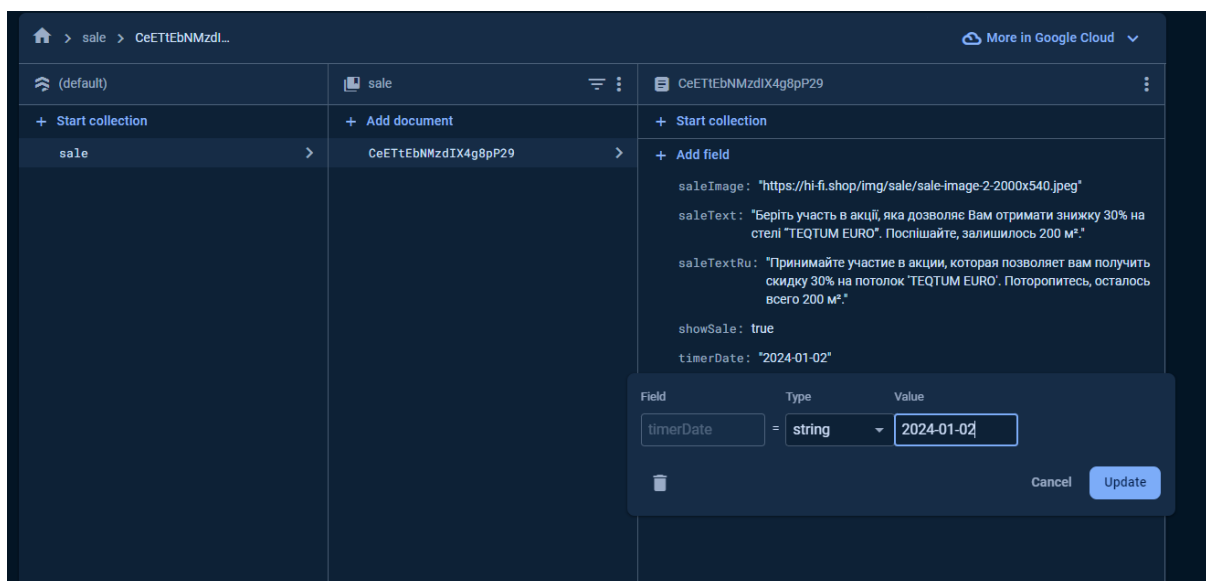 sale > CeETtEbNMzdI…
More in Google Cloud
(default)
sale
CeETtEbNMzdIX4g8pP29
+ Start collection
+ Add document
+ Start collection
sale
CeETtEbNMzdIX4g8pP29
+ Add field
saleImage: "https://hi-fi.shop/img/sale/sale-image-2-2000x540.jpeg"
saleText: "Беріть участь в акції, яка дозволяє Вам отримати знижку 30% на
стелі “TEQTUM EURO”. Поспішайте, залишилось 200 м²."
saleTextRu: "Принимайте участие в акции, которая позволяет вам получить
скидку 30% на потолок 'TEQTUM EURO'. Поторопитесь, осталось
всего 200 м²."
showSale: true
timerDate: "2024-01-02"
Field Type Value
timerDate = string 2024-01-02
Cancel Update